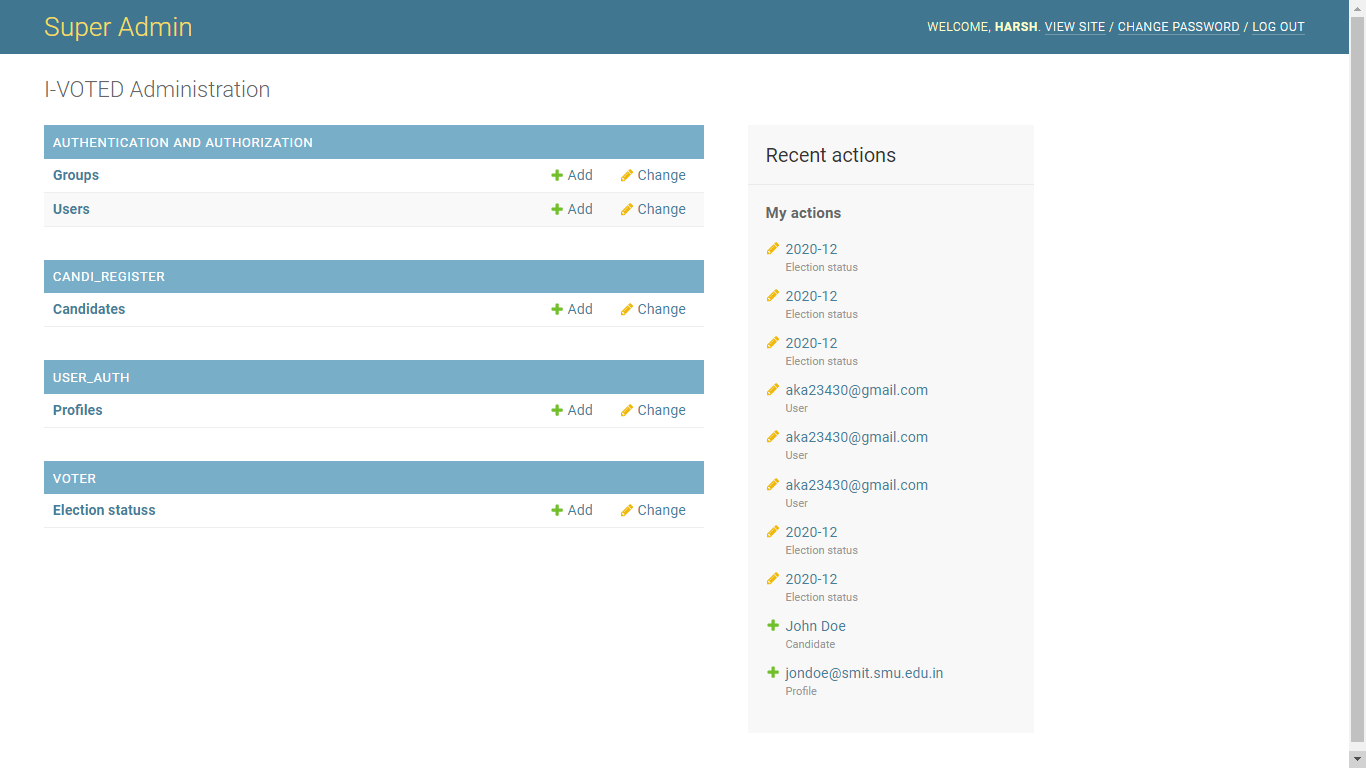 Super Admin
WELCOME, HARSH. VIEW SITE / CHANGE PASSWORD / LOG OUT
I-VOTED Administration
AUTHENTICATION AND AUTHORIZATION
Groups Add Change
Users Add Change
CANDI_REGISTER
Candidates Add Change
USER_AUTH
Profiles Add Change
VOTER
Election statuss Add Change
Recent actions
My actions
2020-12
Election status
2020-12
Election status
2020-12
Election status
aka23430@gmail.com
User
aka23430@gmail.com
User
aka23430@gmail.com
User
2020-12
Election status
2020-12
Election status
John Doe
Candidate
jondoe@smit.smu.edu.in
Profile